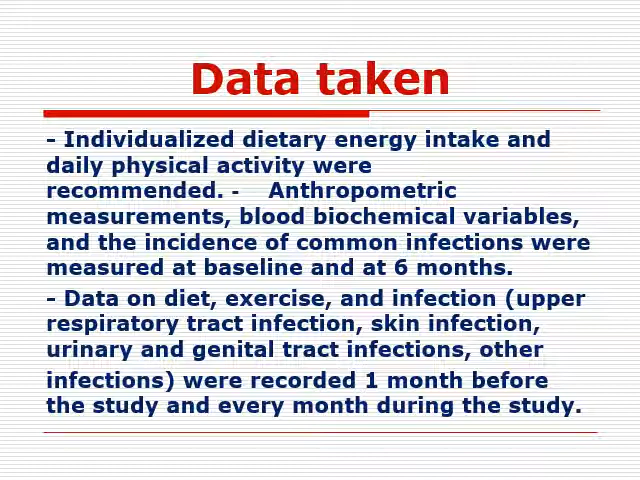 Data taken
- Individualized dietary energy intake and
daily physical activity were
recommended. -    Anthropometric
measurements, blood biochemical variables,
and the incidence of common infections were
measured at baseline and at 6 months.
- Data on diet, exercise, and infection (upper
respiratory tract infection, skin infection,
urinary and genital tract infections, other
infections) were recorded 1 month before
the study and every month during the study.